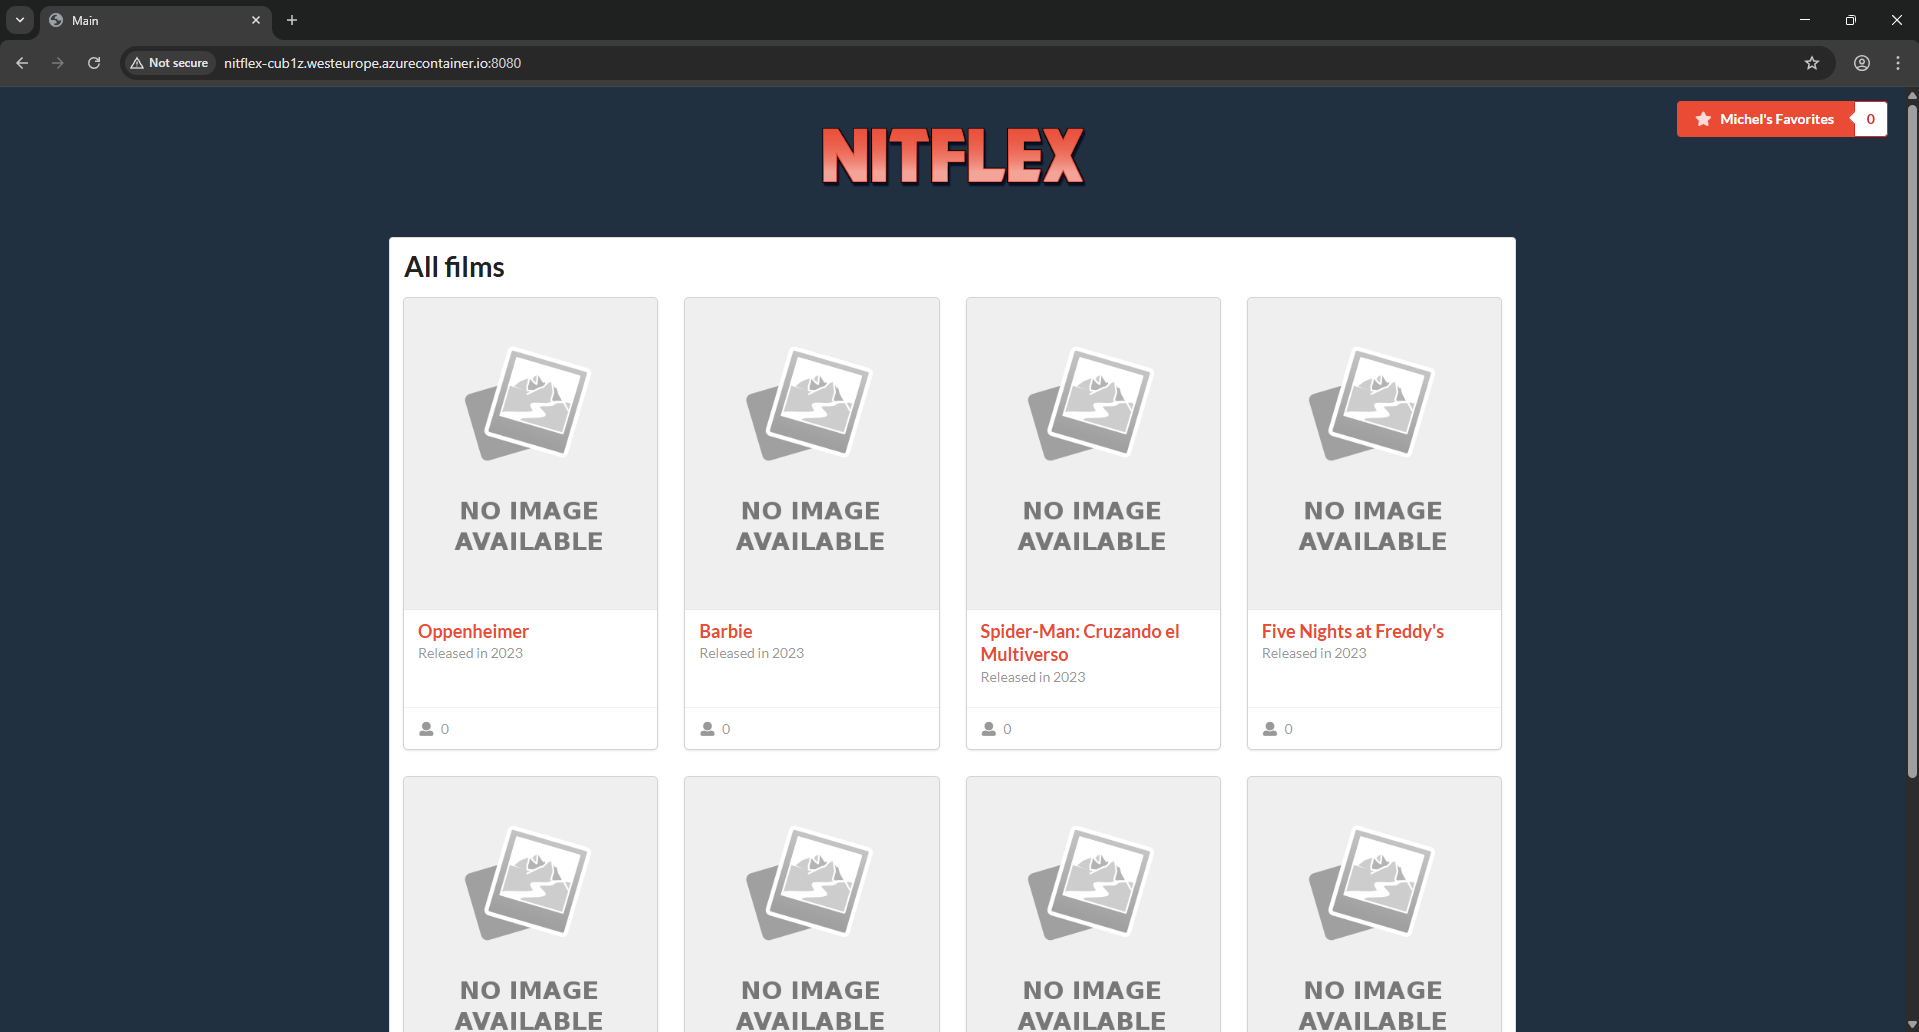 Main
Not secure
nitflex-cub1z.westeurope.azurecontainer.io:8080
Michel's Favorites
0
NITFLEX
All films
NO IMAGE
AVAILABLE
NO IMAGE
AVAILABLE
NO IMAGE
AVAILABLE
NO IMAGE
AVAILABLE
Oppenheimer
Released in 2023
Barbie
Released in 2023
Spider-Man: Cruzando el
Multiverso
Released in 2023
Five Nights at Freddy's
Released in 2023
0
0
0
0
NO IMAGE
AVAILABLE
NO IMAGE
AVAILABLE
NO IMAGE
AVAILABLE
NO IMAGE
AVAILABLE